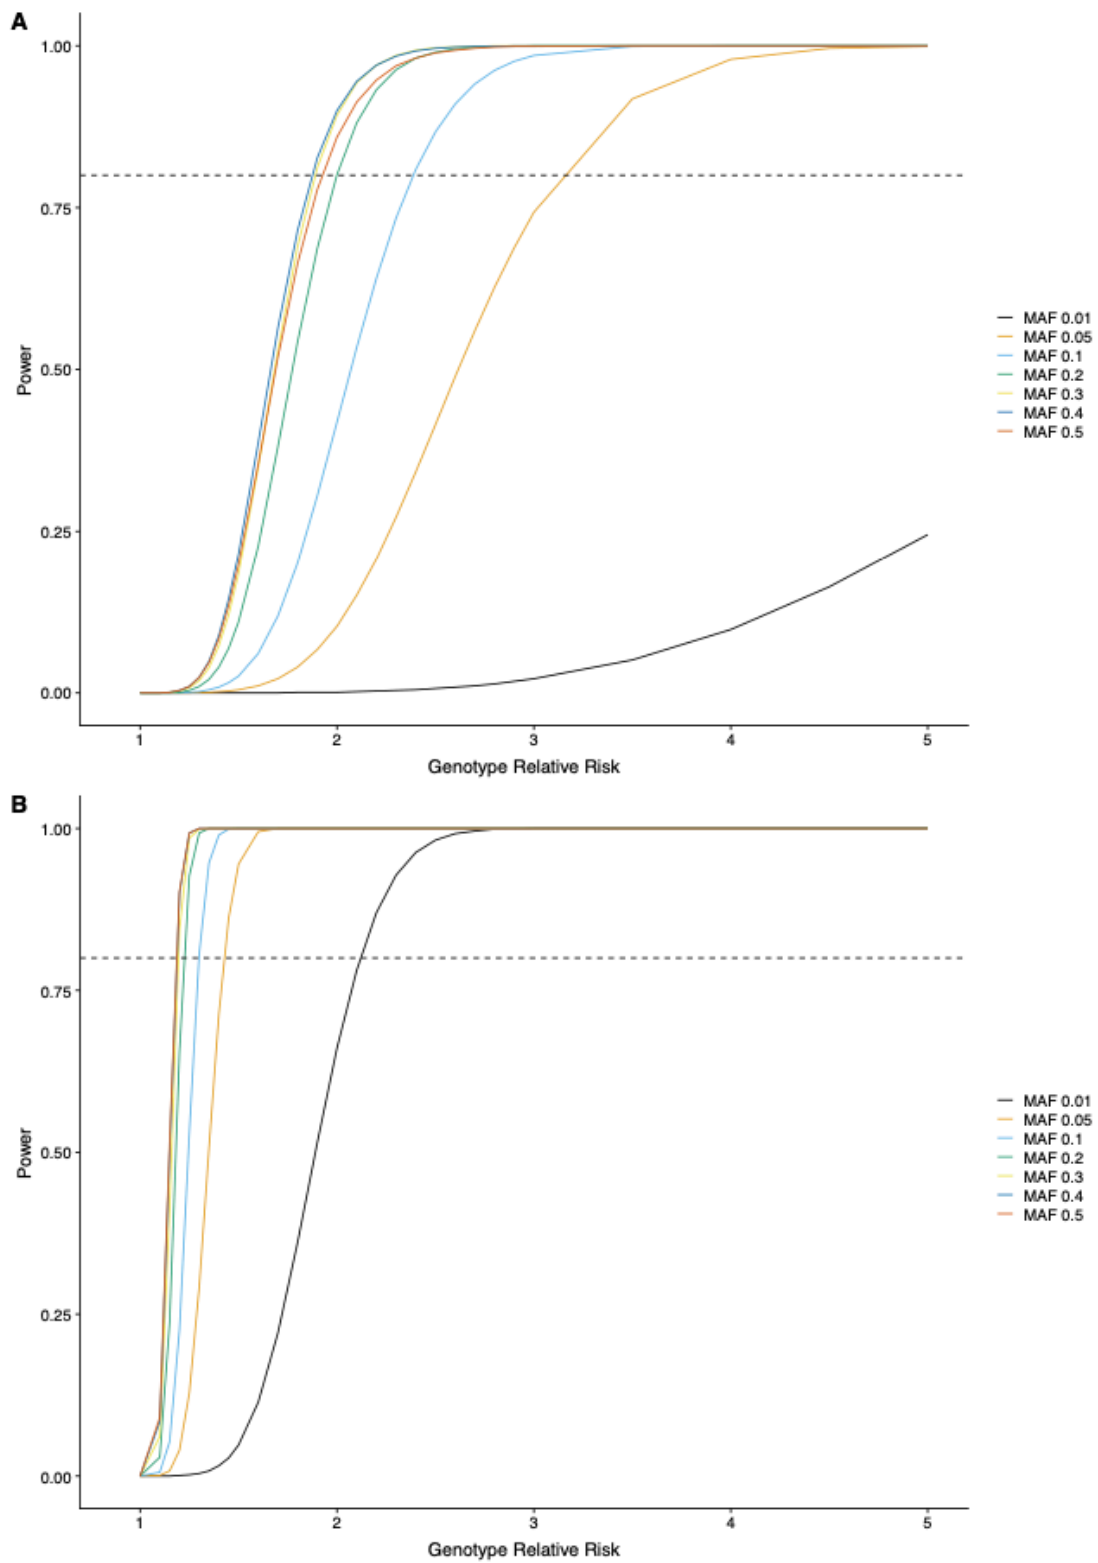 A
1.00
0.75
0.50
0.25
0.00
Power
1 2 3 4 5
Genotype Relative Risk
MAF 0.01
MAF 0.05
MAF 0.1
MAF 0.2
MAF 0.3
MAF 0.4
MAF 0.5
B
1.00
0.75
0.50
0.25
0.00
Power
1 2 3 4 5
Genotype Relative Risk
MAF 0.01
MAF 0.05
MAF 0.1
MAF 0.2
MAF 0.3
MAF 0.4
MAF 0.5